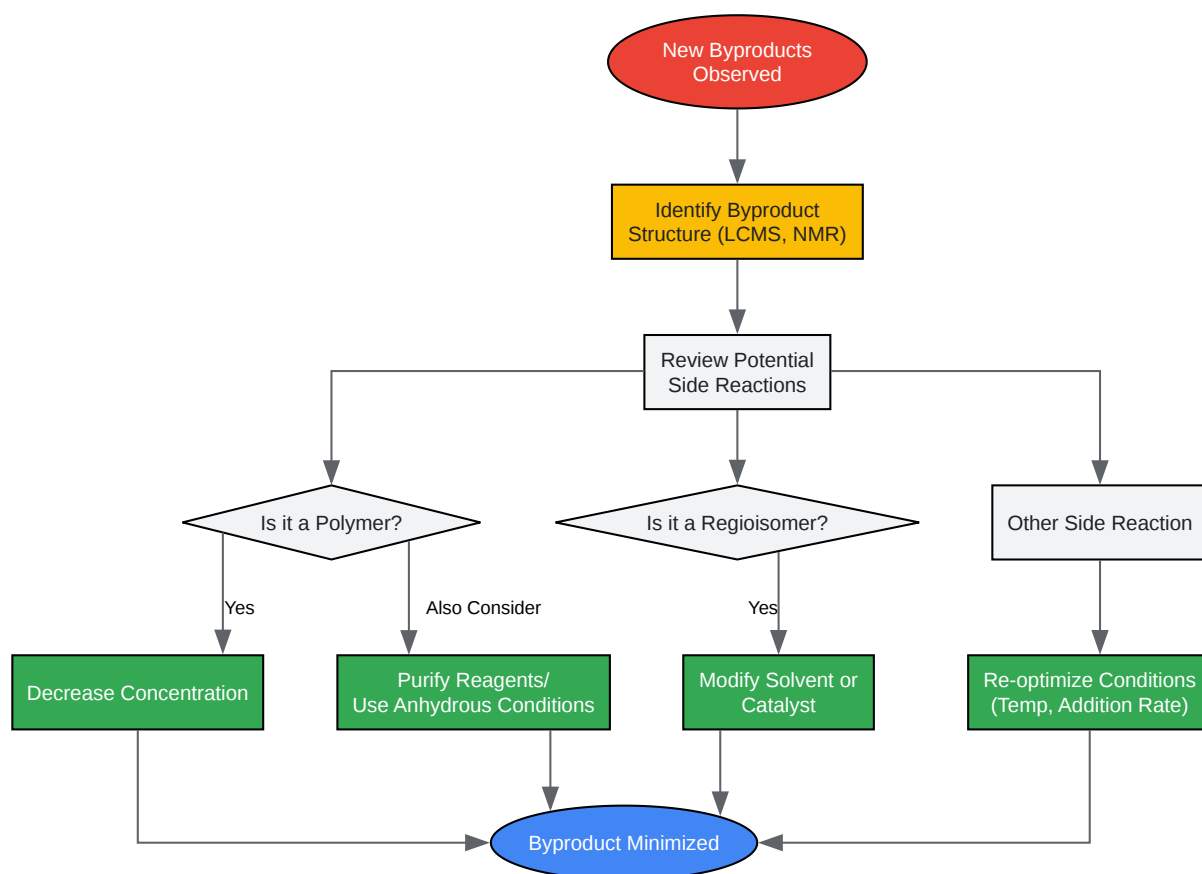 New Byproducts
Observed
Identify Byproduct
Structure (LCMS, NMR)
Review Potential
Side Reactions
Is it a Polymer?
Is it a Regioisomer?
Other Side Reaction
Yes
Also Consider
Yes
Decrease Concentration
Purify Reagents/
Use Anhydrous Conditions
Modify Solvent or
Catalyst
Re-optimize Conditions
(Temp, Addition Rate)
Byproduct Minimized